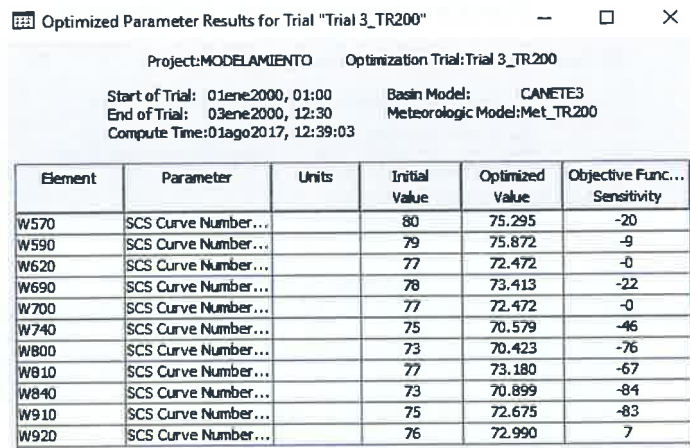 Optimized Parameter Results for Trial "Trial 3_TR200"
Project:MODELAMIENTO Optimization Trial:Trial 3_TR200
Start of Trial: 01ene2000, 01:00 Basin Model: CANETE3
End of Trial: 03ene2000, 12:30 Meteorologic Model:Met_TR200
Compute Time:01ago2017, 12:39:03
Element Parameter Units Initial Value Optimized Value Objective Func... Sensitivity
W570 SCS Curve Number... 80 75.295 -20
W590 SCS Curve Number... 79 75.872 -9
W620 SCS Curve Number... 77 72.472 -0
W690 SCS Curve Number... 78 73.413 -22
W700 SCS Curve Number... 77 72.472 -0
W740 SCS Curve Number... 75 70.579 -46
W800 SCS Curve Number... 73 70.423 -76
W810 SCS Curve Number... 77 73.180 -67
W840 SCS Curve Number... 73 70.899 -84
W910 SCS Curve Number... 75 72.675 -83
W920 SCS Curve Number... 76 72.990 7